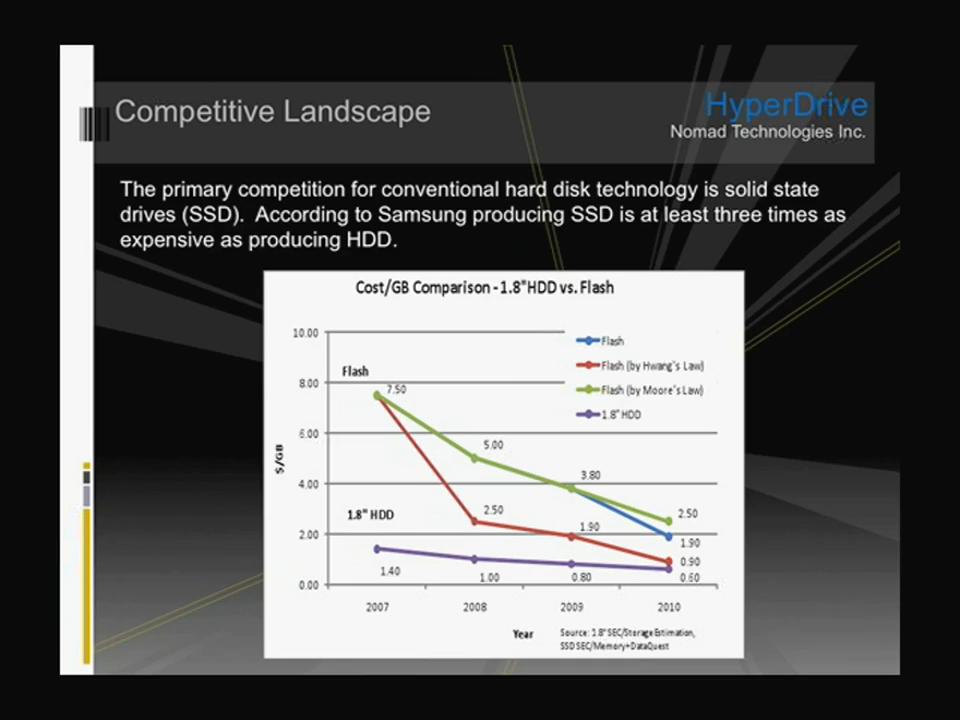 Competitive Landscape
HyperDrive
Nomad Technologies Inc.
The primary competition for conventional hard disk technology is solid state
drives (SSD).  According to Samsung producing SSD is at least three times as
expensive as producing HDD.
Cost/GB Comparison - 1.8"HDD vs. Flash
10.00
8.00
6.00
4.00
2.00
0.00
$/GB
Flash
7.50
5.00
3.80
2.50
1.90
2.50
1.90
0.90
1.8" HDD
1.40
1.00
0.80
0.60
Flash
Flash (by Hwang's Law)
Flash (by Moore's Law)
1.8" HDD
2007 2008 2009 2010
Year
Source: 1.8" SEC/Storage Estimation,
SSD SEC/Memory+DataQuest